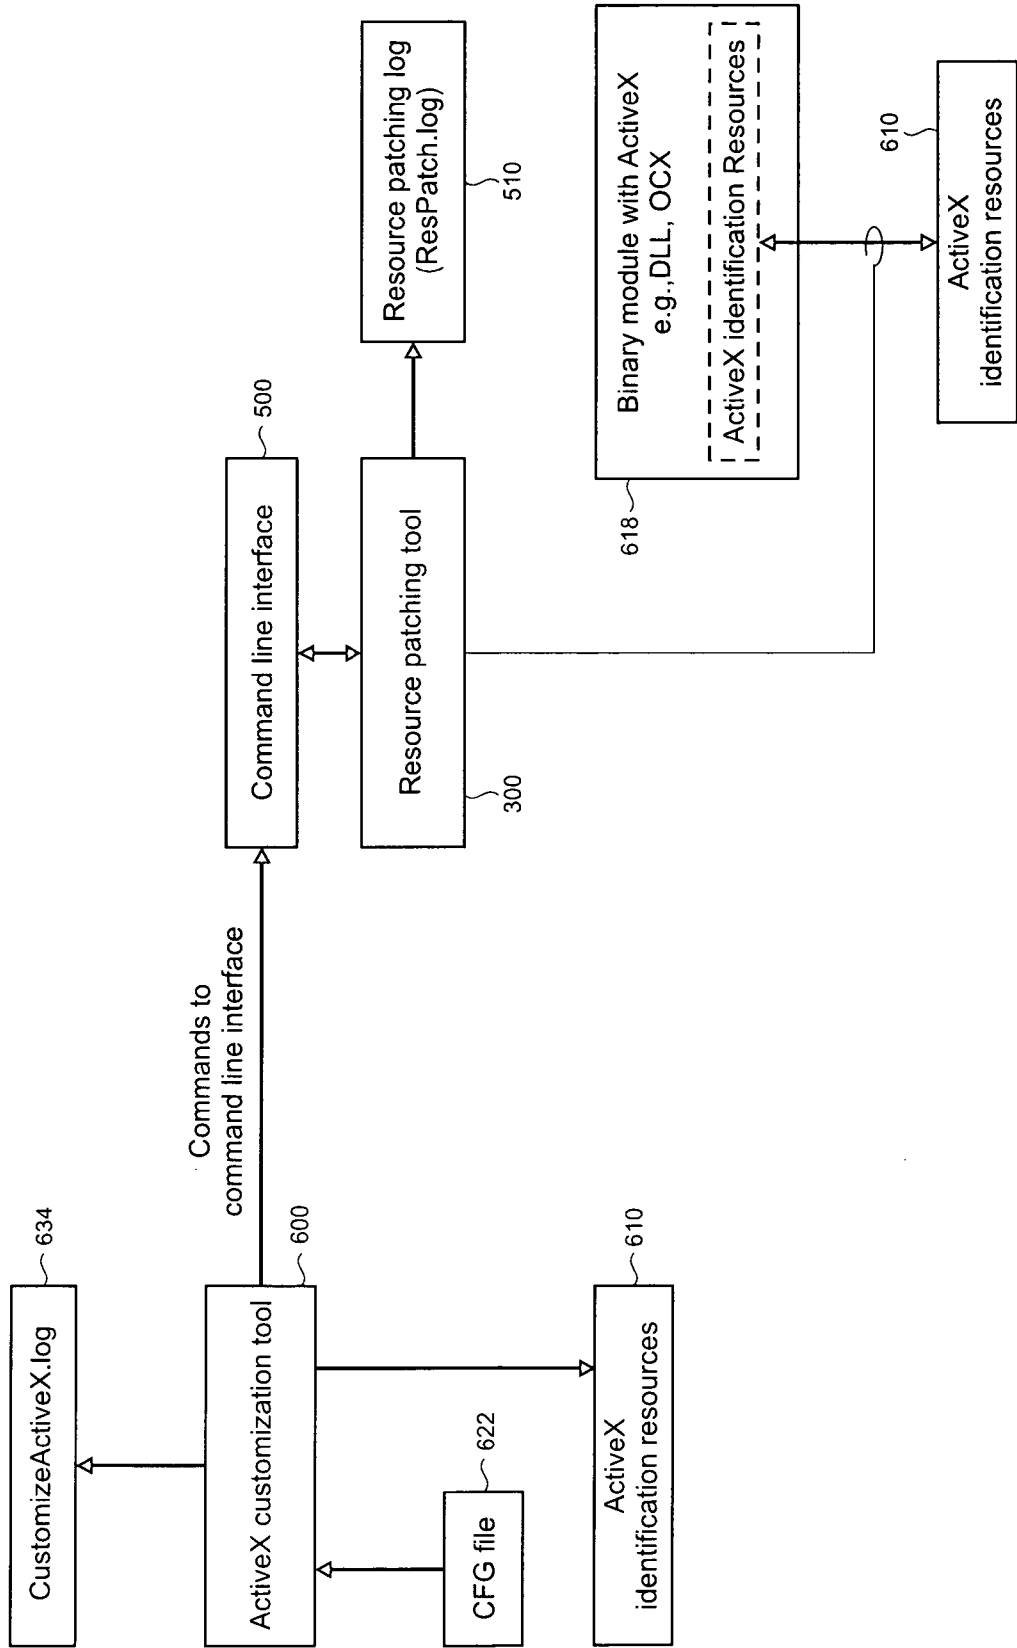 CustomizeActiveX.log
634
ActiveX customization tool
600
CFG file
622
ActiveX
identification resources
610
Commands to
command line interface
Command line interface
500
Resource patching tool
300
Resource patching log
(ResPatch.log)
510
Binary module with ActiveX
e.g.,DLL, OCX
ActiveX identification Resources
618
ActiveX
identification resources
610